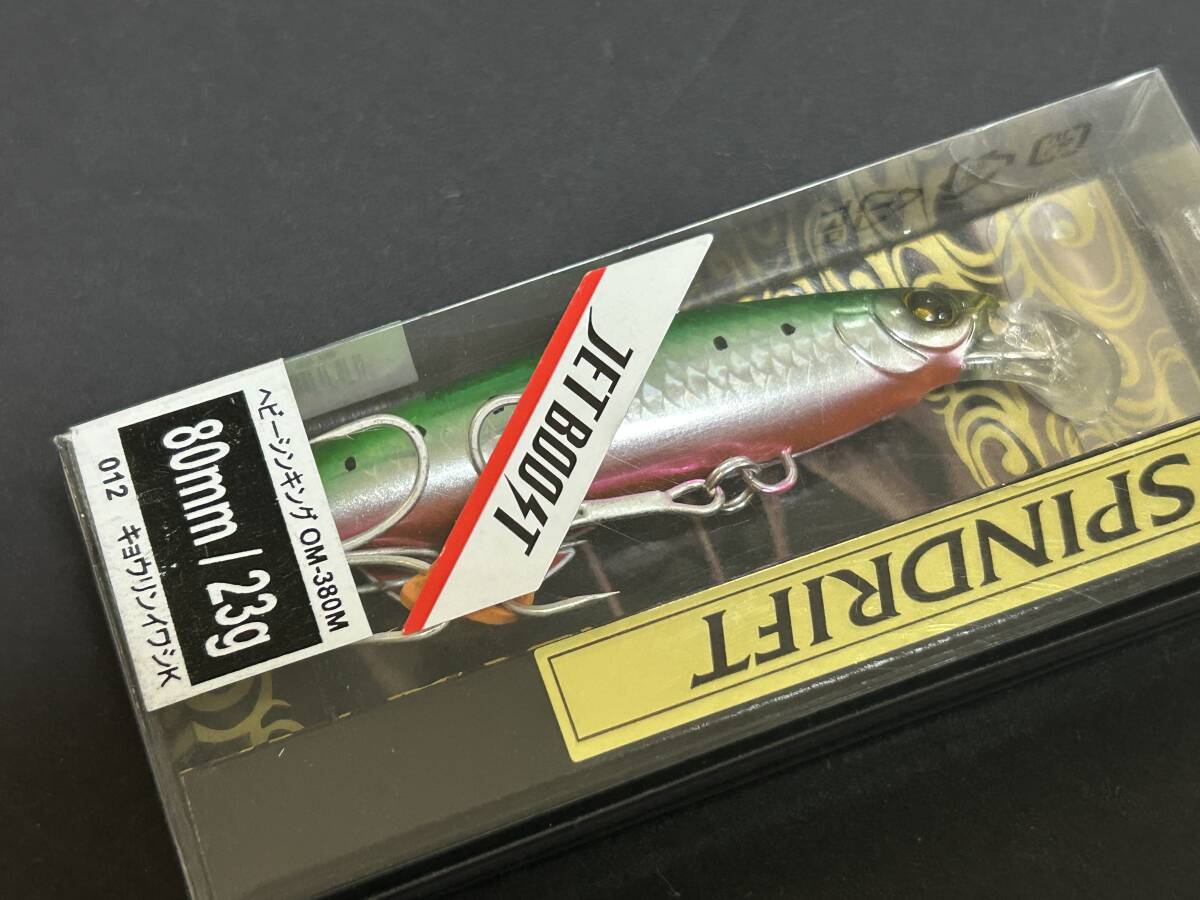 ヘビーシンキング OM-380M
80mm / 23g
012 キョウリンイワシK
JET BOOST
SPINDRIFT